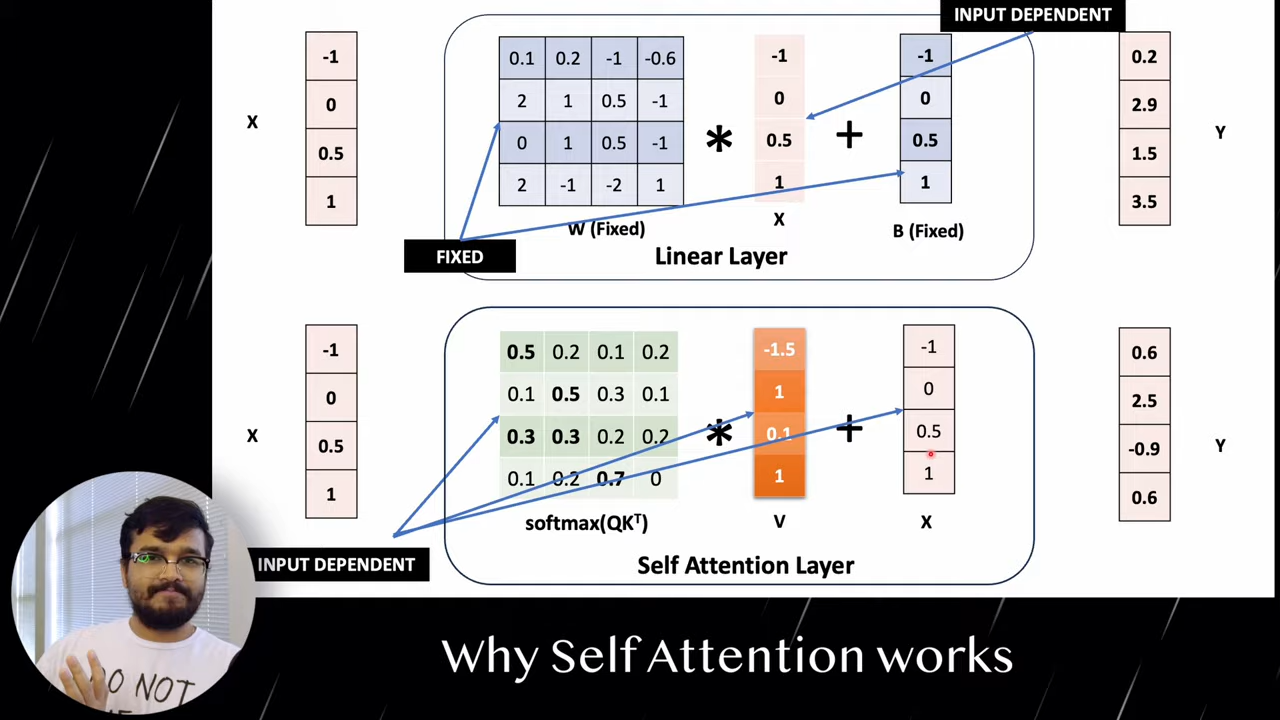 INPUT DEPENDENT
X
-1
0
0.5
1
0.1 0.2 -1 -0.6
2 1 0.5 -1
0 1 0.5 -1
2 -1 -2 1
W (Fixed)
*
-1
0
0.5
1
X
+
-1
0
0.5
1
B (Fixed)
FIXED
Linear Layer
0.2
2.9
1.5
3.5
Y
X
-1
0
0.5
1
0.5 0.2 0.1 0.2
0.1 0.5 0.3 0.1
0.3 0.3 0.2 0.2
0.1 0.2 0.7 0
softmax(QKᵀ)
*
-1.5
1
0.1
1
V
+
-1
0
0.5
1
X
INPUT DEPENDENT
Self Attention Layer
0.6
2.5
-0.9
0.6
Y
DO NOT
Why Self Attention works